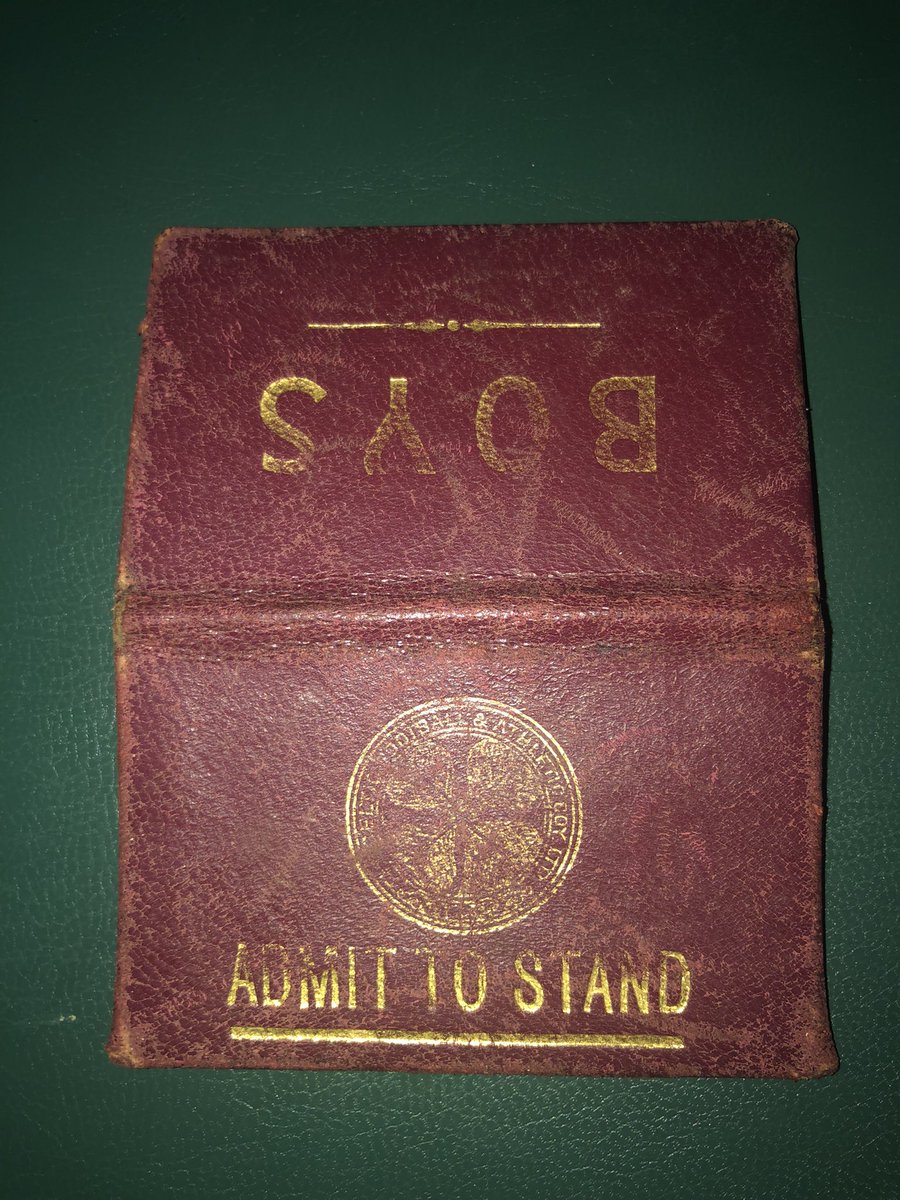 BOYS
FOOTBALL & ATHLETIC COY LTD
ADMIT TO STAND